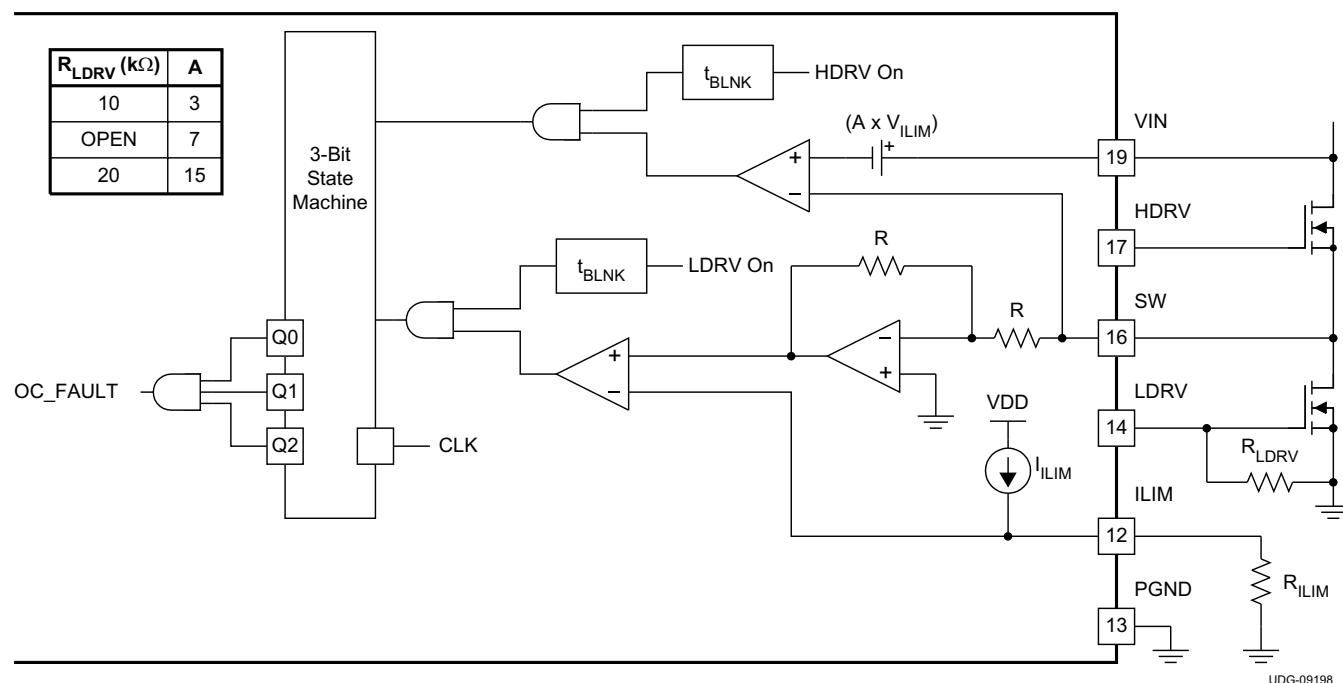 R_LDRV (kΩ) A
10 3
OPEN 7
20 15
3-Bit
State
Machine
t_BLNK
HDRV On
(A x V_ILIM)
+
+
−
VIN
19
HDRV
17
t_BLNK
LDRV On
R
R
SW
16
−
+
+
−
Q0
OC_FAULT
Q1
Q2
CLK
VDD
I_ILIM
LDRV
14
R_LDRV
ILIM
12
R_ILIM
PGND
13
UDG-09198